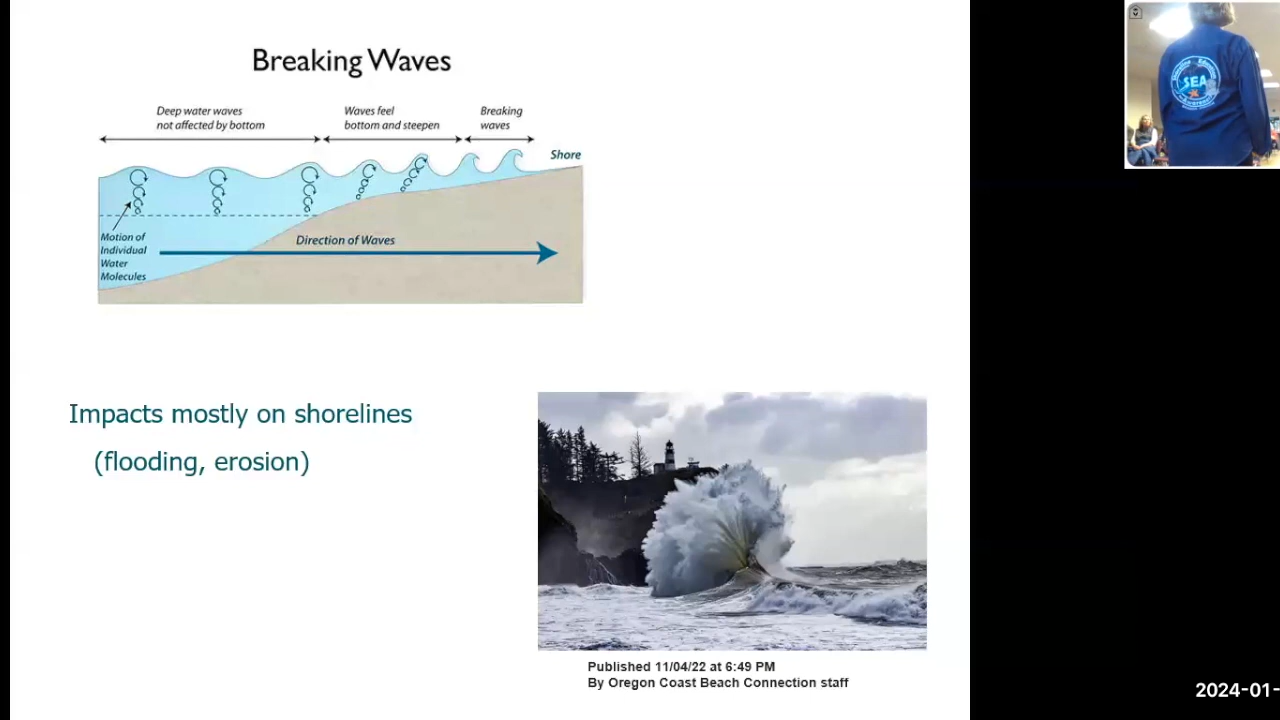 Breaking Waves
Deep water waves
not affected by bottom
Waves feel
bottom and steepen
Breaking
waves
Shore
Motion of
Individual
Water
Molecules
Direction of Waves
Impacts mostly on shorelines
(flooding, erosion)
Published 11/04/22 at 6:49 PM
By Oregon Coast Beach Connection staff
SEA
2024-01-